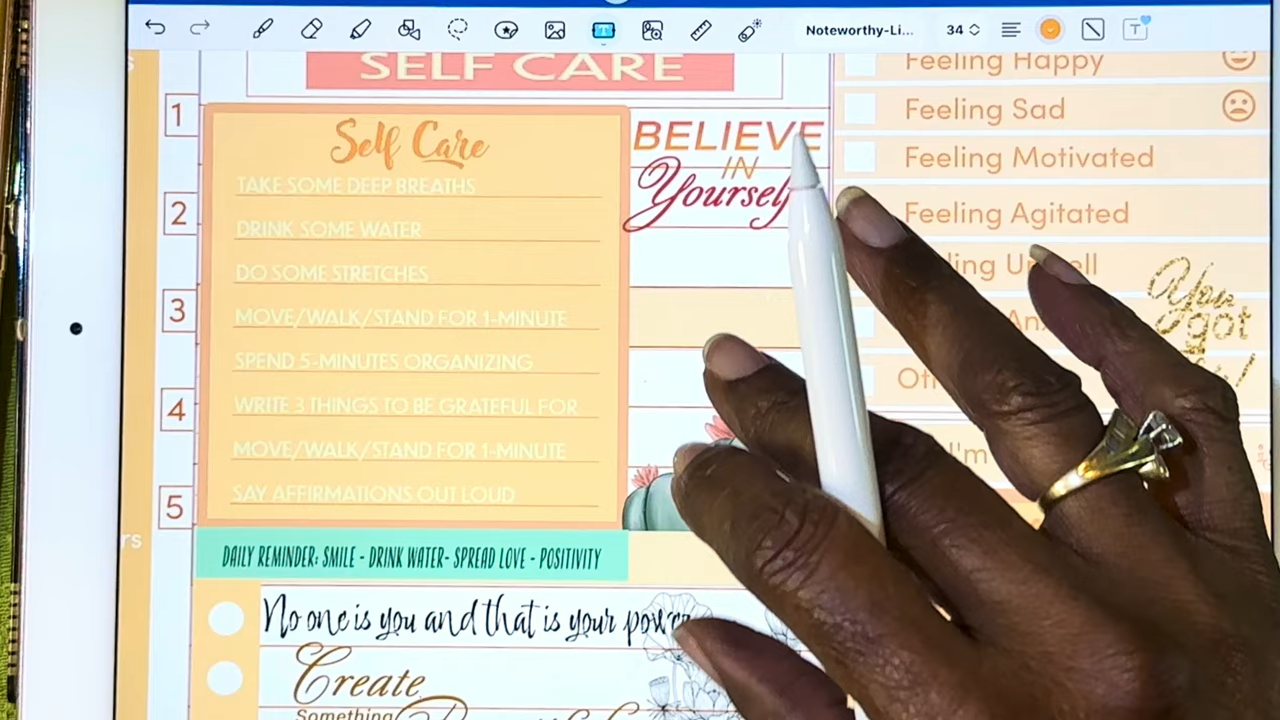 Noteworthy-Li... 34
SELF CARE
1
2
3
4
5
Self Care
TAKE SOME DEEP BREATHS
DRINK SOME WATER
DO SOME STRETCHES
MOVE/WALK/STAND FOR 1-MINUTE
SPEND 5-MINUTES ORGANIZING
WRITE 3 THINGS TO BE GRATEFUL FOR
MOVE/WALK/STAND FOR 1-MINUTE
SAY AFFIRMATIONS OUT LOUD
BELIEVE
IN
Yourself
Feeling Happy
Feeling Sad
Feeling Motivated
Feeling Agitated
You
got
I'm
DAILY REMINDER: SMILE - DRINK WATER- SPREAD LOVE - POSITIVITY
No one is you and that is your power
Create
Something